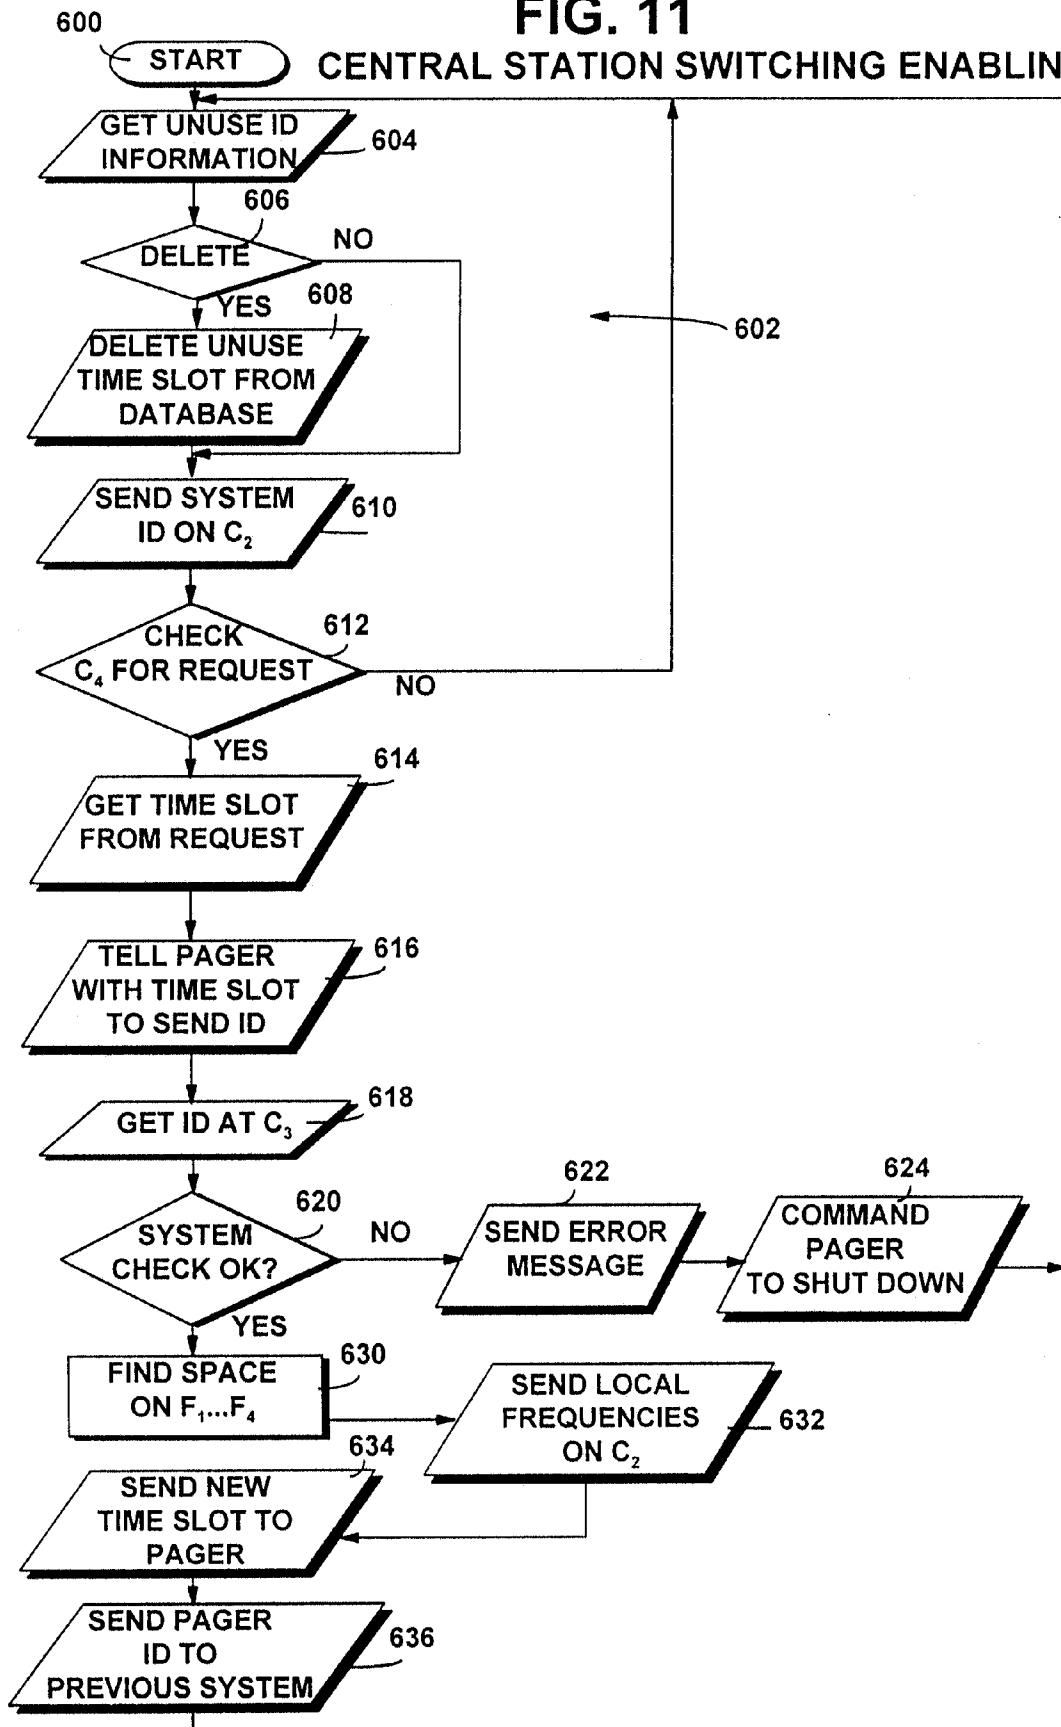 FIG. 11
600
START
CENTRAL STATION SWITCHING ENABLIN
GET UNUSE ID
INFORMATION
604
606
DELETE
NO
YES
608
602
DELETE UNUSE
TIME SLOT FROM
DATABASE
SEND SYSTEM
ID ON C₂
610
612
CHECK
C₄ FOR REQUEST
NO
YES
614
GET TIME SLOT
FROM REQUEST
616
TELL PAGER
WITH TIME SLOT
TO SEND ID
618
GET ID AT C₃
620
SYSTEM
CHECK OK?
NO
YES
622
SEND ERROR
MESSAGE
624
COMMAND
PAGER
TO SHUT DOWN
630
FIND SPACE
ON F₁...F₄
SEND LOCAL
FREQUENCIES
ON C₂
632
634
SEND NEW
TIME SLOT TO
PAGER
SEND PAGER
ID TO
PREVIOUS SYSTEM
636